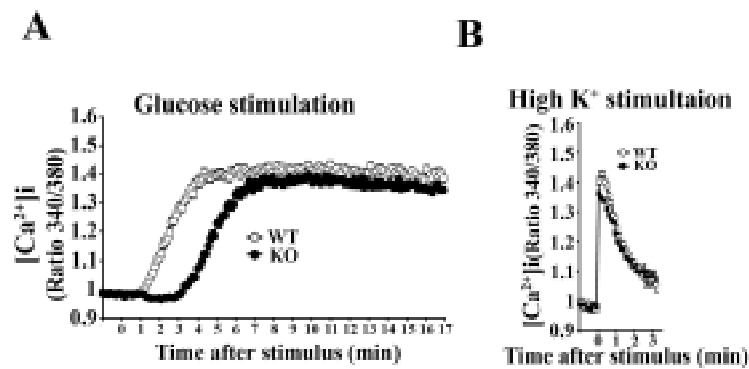 A
Glucose stimulation
1.6
1.5
1.4
1.3
1.2
1.1
1
0.9
[Ca²⁺]i
(Ratio 340/380)
WT
KO
0 1 2 3 4 5 6 7 8 9 10 11 12 13 14 15 16 17
Time after stimulus (min)
B
High K⁺ stimultaion
1.6
1.5
1.4
1.3
1.2
1.1
1
0.9
[Ca²⁺]i(Ratio 340/380)
WT
KO
0 1 2 3
Time after stimulus (min)